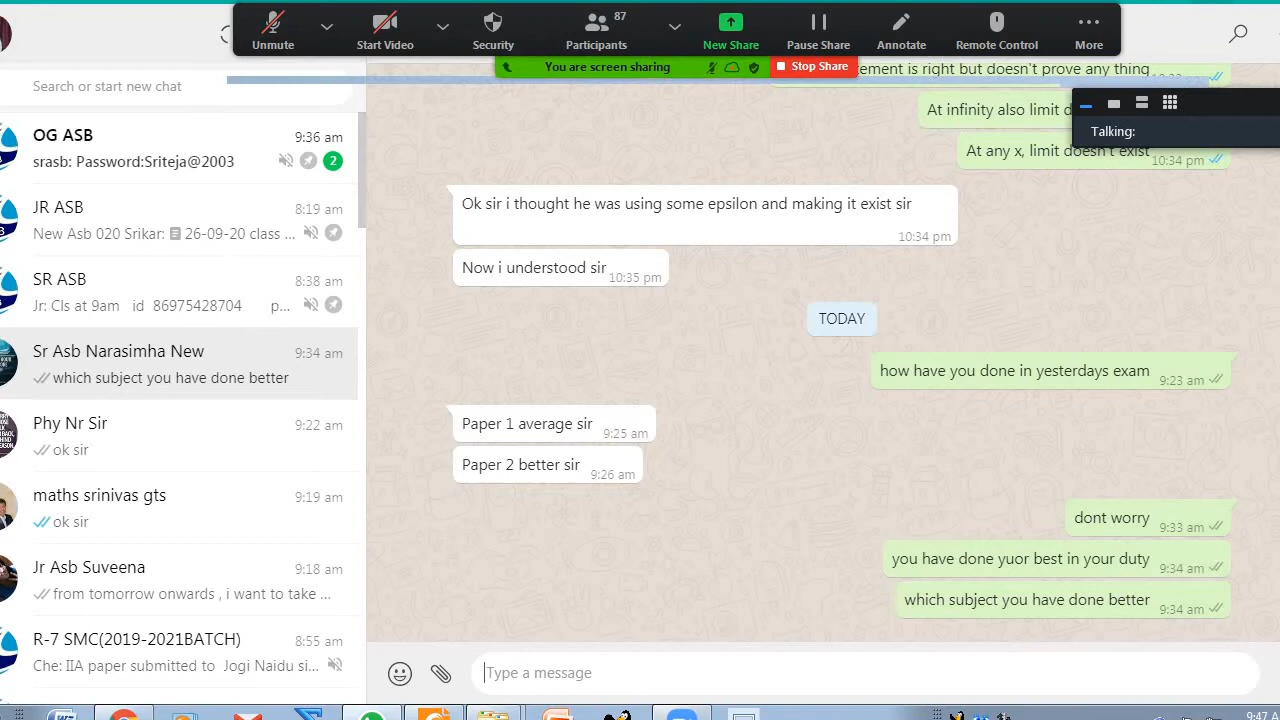 Unmute
Start Video
Security
Participants
87
New Share
Pause Share
Annotate
Remote Control
More
You are screen sharing
Stop Share
Talking:
Search or start new chat
OG ASB
9:36 am
srasb: Password:Sriteja@2003
2
JR ASB
8:19 am
New Asb 020 Srikar: 26-09-20 class ...
SR ASB
8:38 am
Jr: Cls at 9am id 86975428704 p...
Sr Asb Narasimha New
9:34 am
which subject you have done better
Phy Nr Sir
9:22 am
ok sir
maths srinivas gts
9:19 am
ok sir
Jr Asb Suveena
9:18 am
from tomorrow onwards , i want to take ...
R-7 SMC(2019-2021BATCH)
8:55 am
Che: IIA paper submitted to Jogi Naidu si...
is right but doesn't prove any thing
At infinity also limit
At any x, limit doesn't exist
10:34 pm
Ok sir i thought he was using some epsilon and making it exist sir
10:34 pm
Now i understood sir
10:35 pm
TODAY
how have you done in yesterdays exam
9:23 am
Paper 1 average sir
9:25 am
Paper 2 better sir
9:26 am
dont worry
9:33 am
you have done yuor best in your duty
9:34 am
which subject you have done better
9:34 am
Type a message